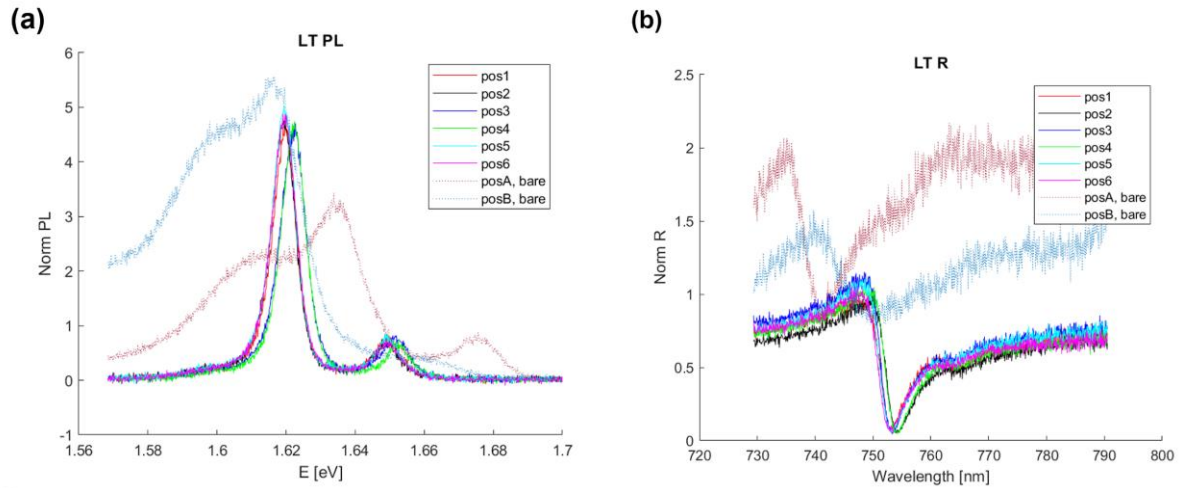 (a)
LT PL
6
5
4
3
2
1
0
-1
Norm PL
1.56
1.58
1.6
1.62
1.64
1.66
1.68
1.7
E [eV]
pos1
pos2
pos3
pos4
pos5
pos6
posA, bare
posB, bare
(b)
LT R
2.5
2
1.5
1
0.5
0
Norm R
720
730
740
750
760
770
780
790
800
Wavelength [nm]
pos1
pos2
pos3
pos4
pos5
pos6
posA, bare
posB, bare